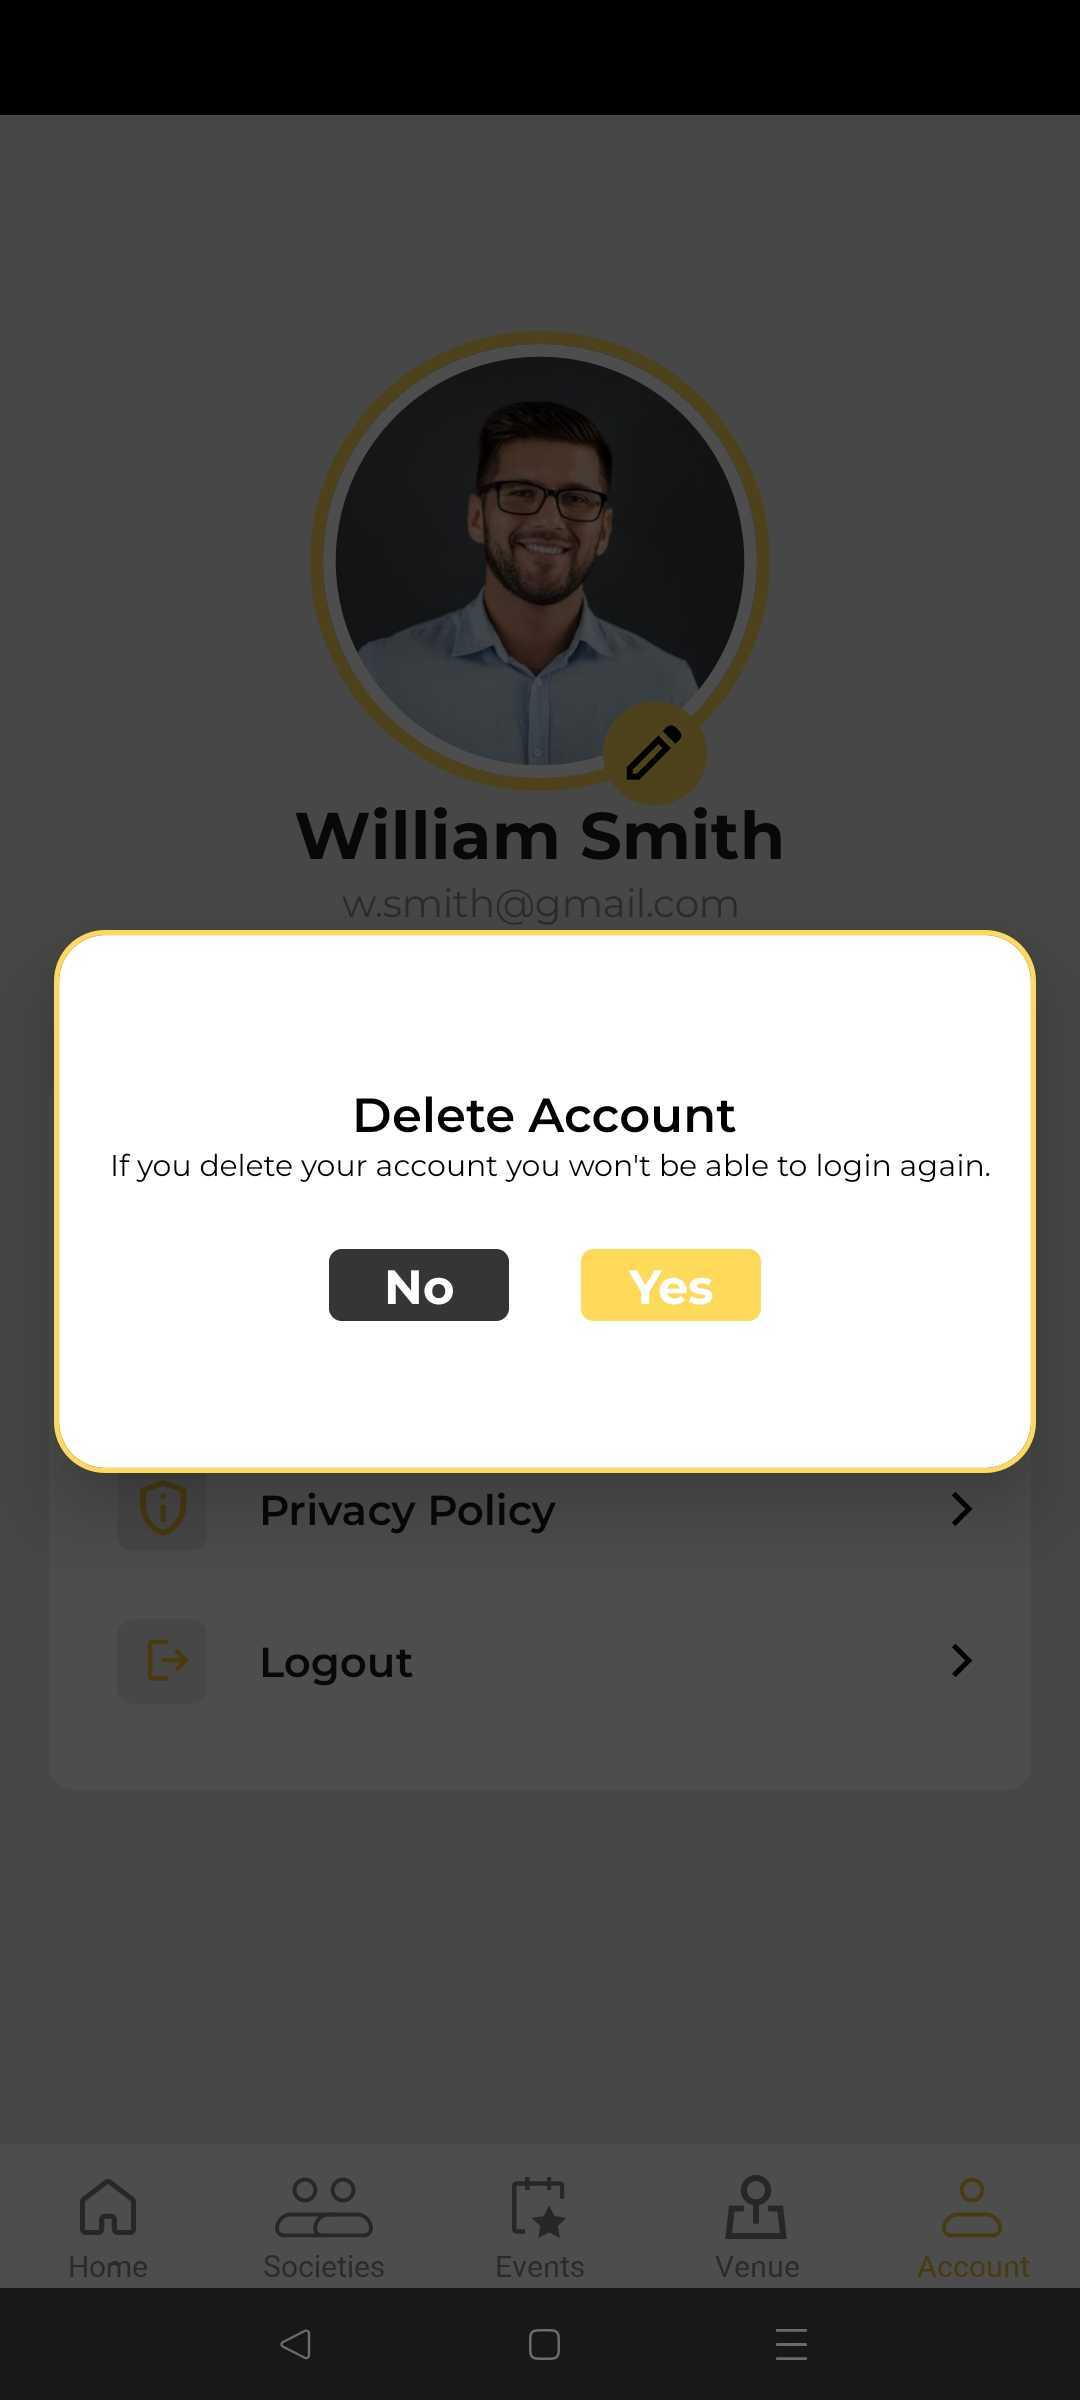 William Smith
w.smith@gmail.com
Delete Account
If you delete your account you won't be able to login again.
No
Yes
Privacy Policy
Logout
Home
Societies
Events
Venue
Account